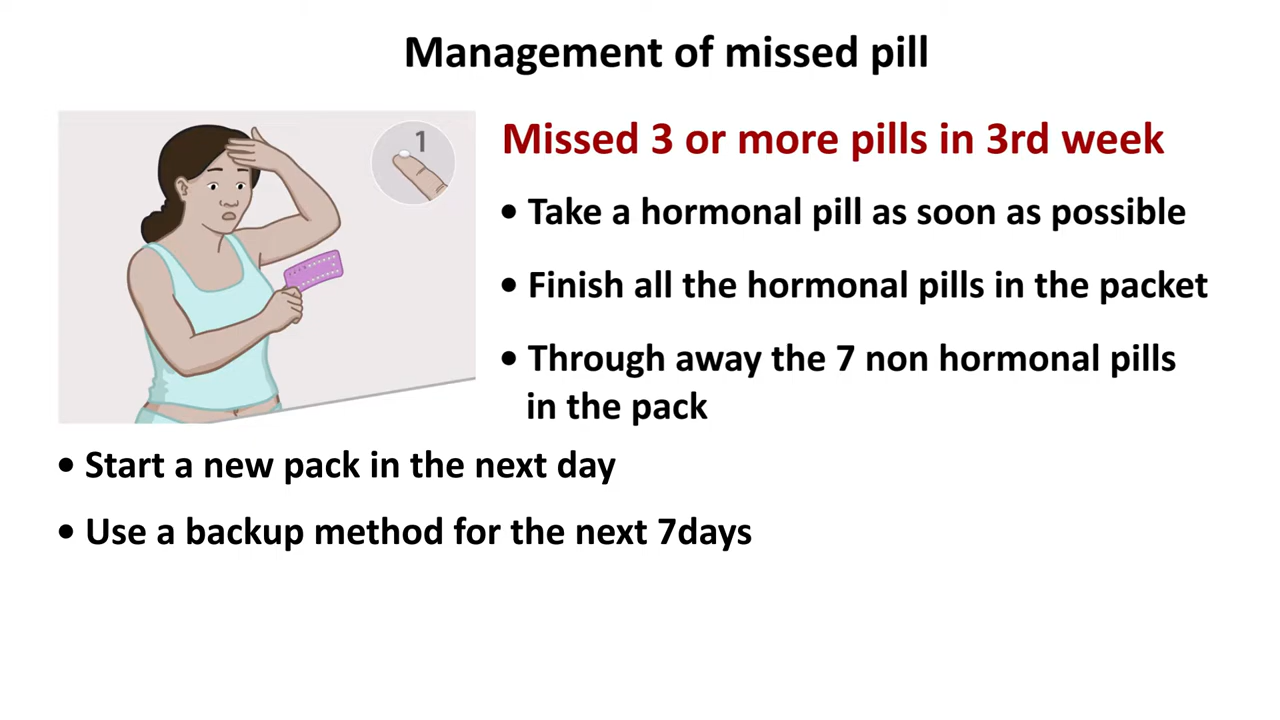 Management of missed pill
1
Missed 3 or more pills in 3rd week
• Take a hormonal pill as soon as possible
• Finish all the hormonal pills in the packet
• Through away the 7 non hormonal pills
in the pack
• Start a new pack in the next day
• Use a backup method for the next 7days